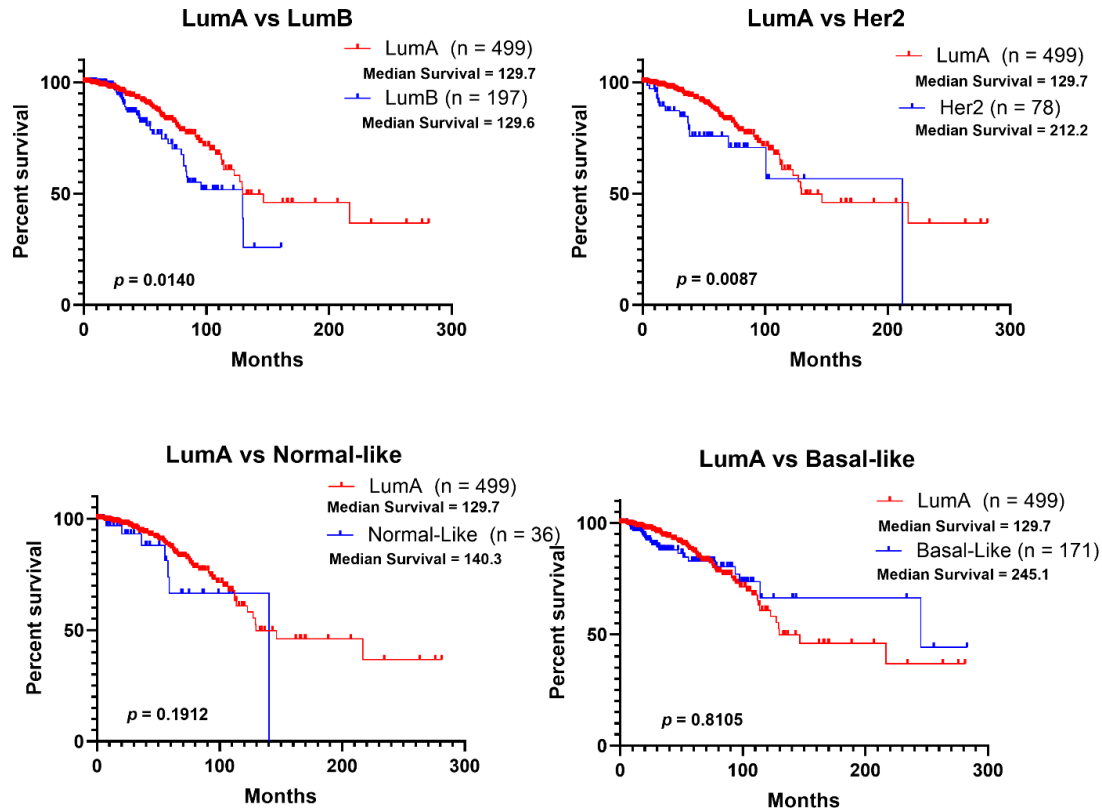 LumA vs LumB
LumA (n = 499)
Median Survival = 129.7
LumB (n = 197)
Median Survival = 129.6
Percent survival
100
50
0
p = 0.0140
0 100 200 300
Months
LumA vs Her2
LumA (n = 499)
Median Survival = 129.7
Her2 (n = 78)
Median Survival = 212.2
Percent survival
100
50
0
p = 0.0087
0 100 200 300
Months
LumA vs Normal-like
LumA (n = 499)
Median Survival = 129.7
Normal-Like (n = 36)
Median Survival = 140.3
Percent survival
100
50
0
p = 0.1912
0 100 200 300
Months
LumA vs Basal-like
LumA (n = 499)
Median Survival = 129.7
Basal-Like (n = 171)
Median Survival = 245.1
Percent survival
100
50
0
p = 0.8105
0 100 200 300
Months